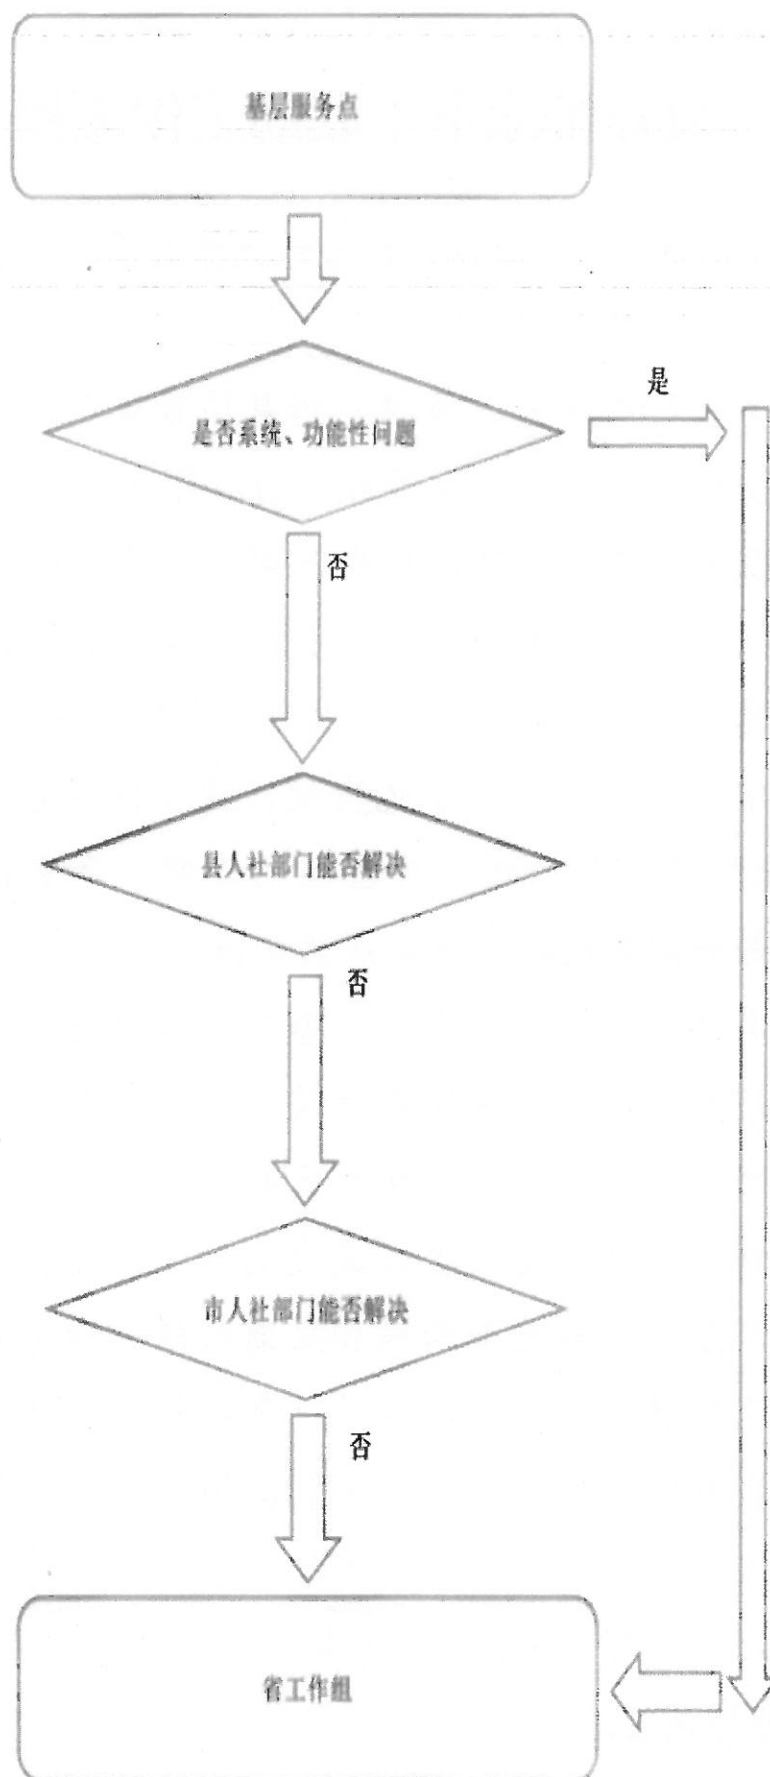 基层服务点
是否系统、功能性问题
是
否
县人社部门能否解决
否
市人社部门能否解决
否
省工作组